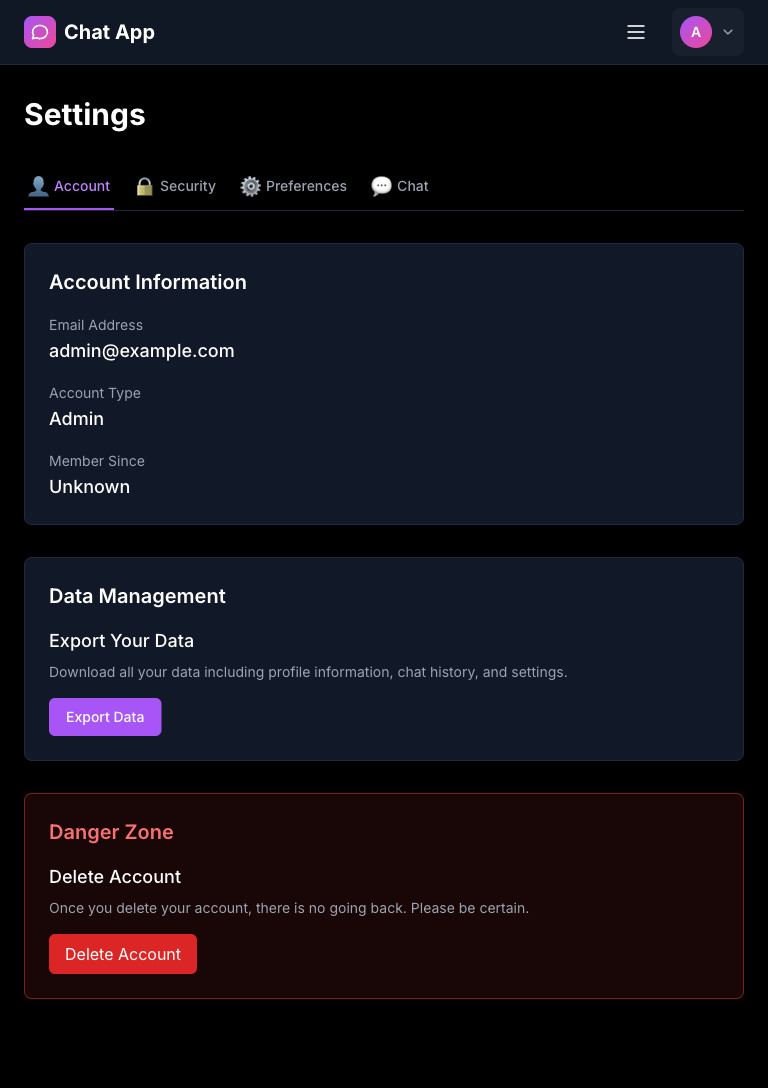 Chat App
A
Settings
Account
Security
Preferences
Chat
Account Information
Email Address
admin@example.com
Account Type
Admin
Member Since
Unknown
Data Management
Export Your Data
Download all your data including profile information, chat history, and settings.
Export Data
Danger Zone
Delete Account
Once you delete your account, there is no going back. Please be certain.
Delete Account